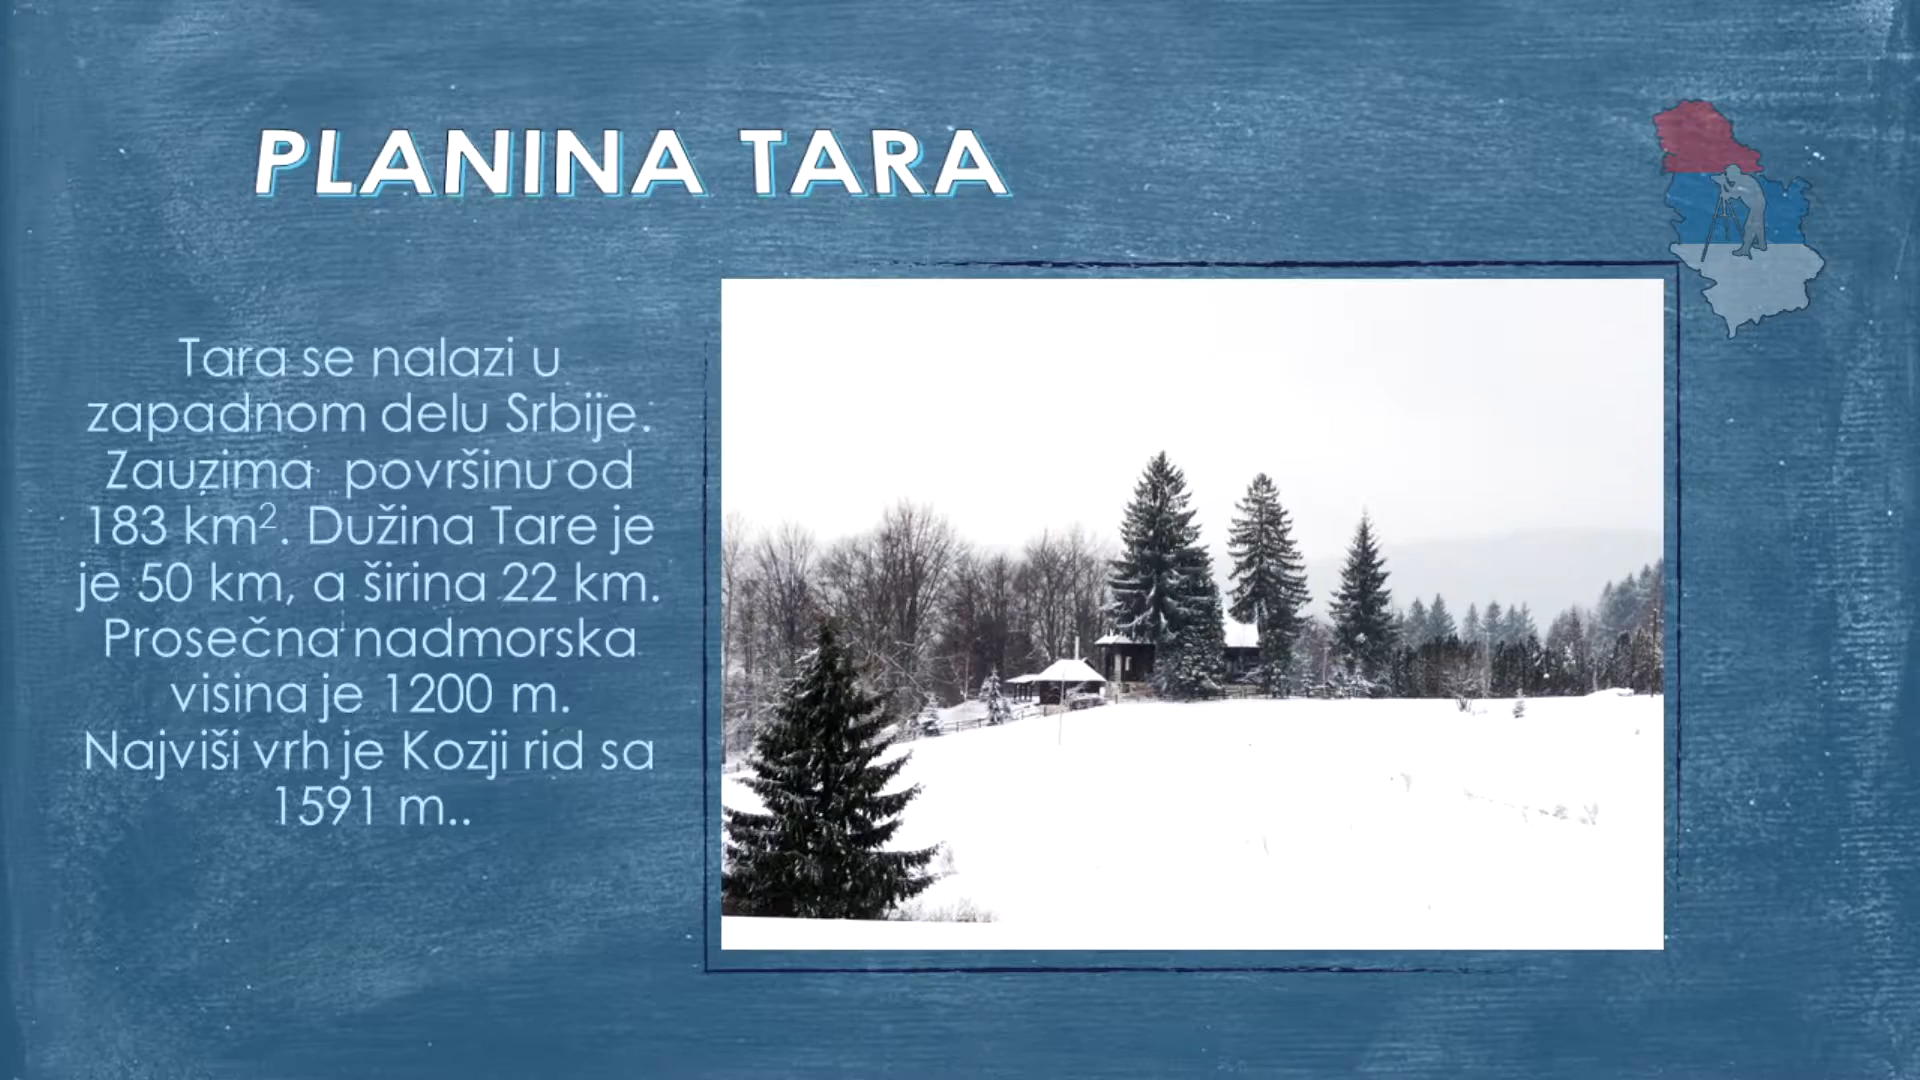 PLANINA TARA
Tara se nalazi u
zapadnom delu Srbije.
Zauzima površinu od
183 km². Dužina Tare je
je 50 km, a širina 22 km.
Prosečna nadmorska
visina je 1200 m.
Najviši vrh je Kozji rid sa
1591 m..